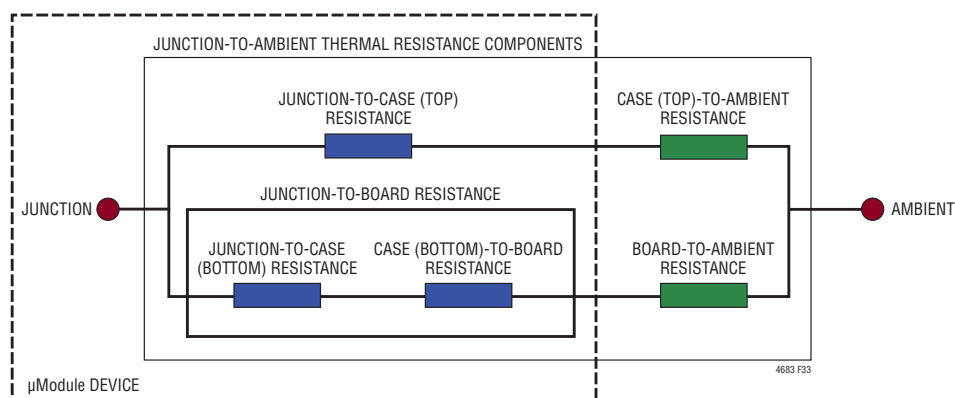 JUNCTION-TO-AMBIENT THERMAL RESISTANCE COMPONENTS
JUNCTION-TO-CASE (TOP)
RESISTANCE
CASE (TOP)-TO-AMBIENT
RESISTANCE
JUNCTION-TO-BOARD RESISTANCE
JUNCTION
AMBIENT
JUNCTION-TO-CASE
(BOTTOM) RESISTANCE
CASE (BOTTOM)-TO-BOARD
RESISTANCE
BOARD-TO-AMBIENT
RESISTANCE
4683 F33
µModule DEVICE